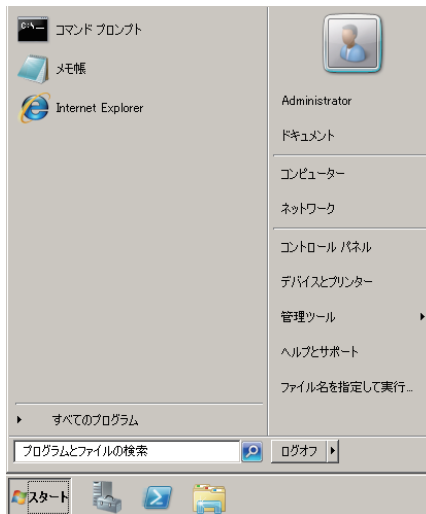 コマンド プロンプト
メモ帳
Internet Explorer
すべてのプログラム
プログラムとファイルの検索
Administrator
ドキュメント
コンピューター
ネットワーク
コントロール パネル
デバイスとプリンター
管理ツール
ヘルプとサポート
ファイル名を指定して実行...
ログオフ
スタート